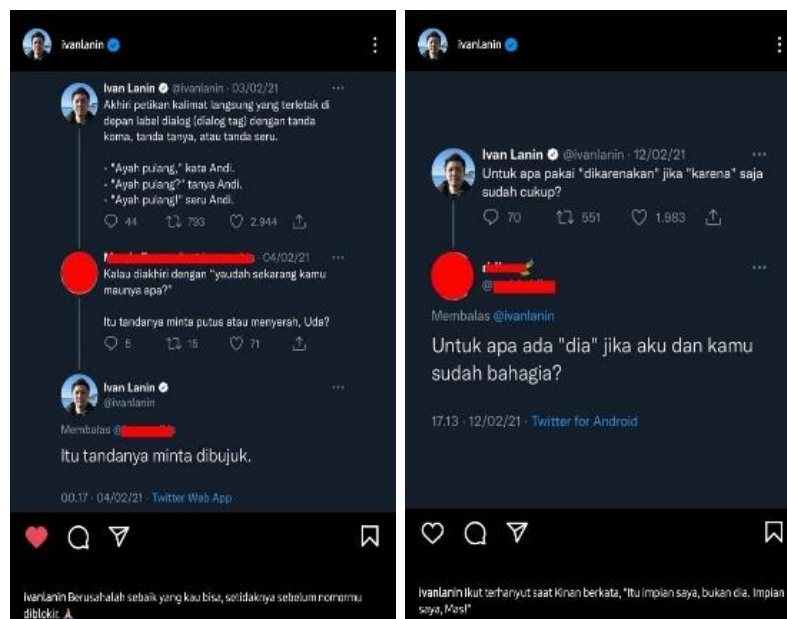 ivanlanin
Ivan Lanin @ivanlanin · 03/02/21
Akhiri petikan kalimat langsung yang terletak di
depan label dialog (dialog tag) dengan tanda
koma, tanda tanya, atau tanda seru.
- "Ayah pulang," kata Andi.
- "Ayah pulang?" tanya Andi.
- "Ayah pulang!" seru Andi.
44 793 2.944
· 04/02/21
Kalau diakhiri dengan "yaudah sekarang kamu
maunya apa?"
Itu tandanya minta putus atau menyerah, Uda?
5 15 71
Ivan Lanin
@ivanlanin
Membalas
Itu tandanya minta dibujuk.
00.17 · 04/02/21 · Twitter Web App
ivanlanin Berusahalah sebaik yang kau bisa, setidaknya sebelum nomormu
diblokir.
ivanlanin
Ivan Lanin @ivanlanin · 12/02/21
Untuk apa pakai "dikarenakan" jika "karena" saja
sudah cukup?
70 551 1.983
@
Membalas @ivanlanin
Untuk apa ada "dia" jika aku dan kamu
sudah bahagia?
17.13 · 12/02/21 · Twitter for Android
ivanlanin Ikut terhanyut saat Kinan berkata, "Itu impian saya, bukan dia. Impian
saya, Mas!"